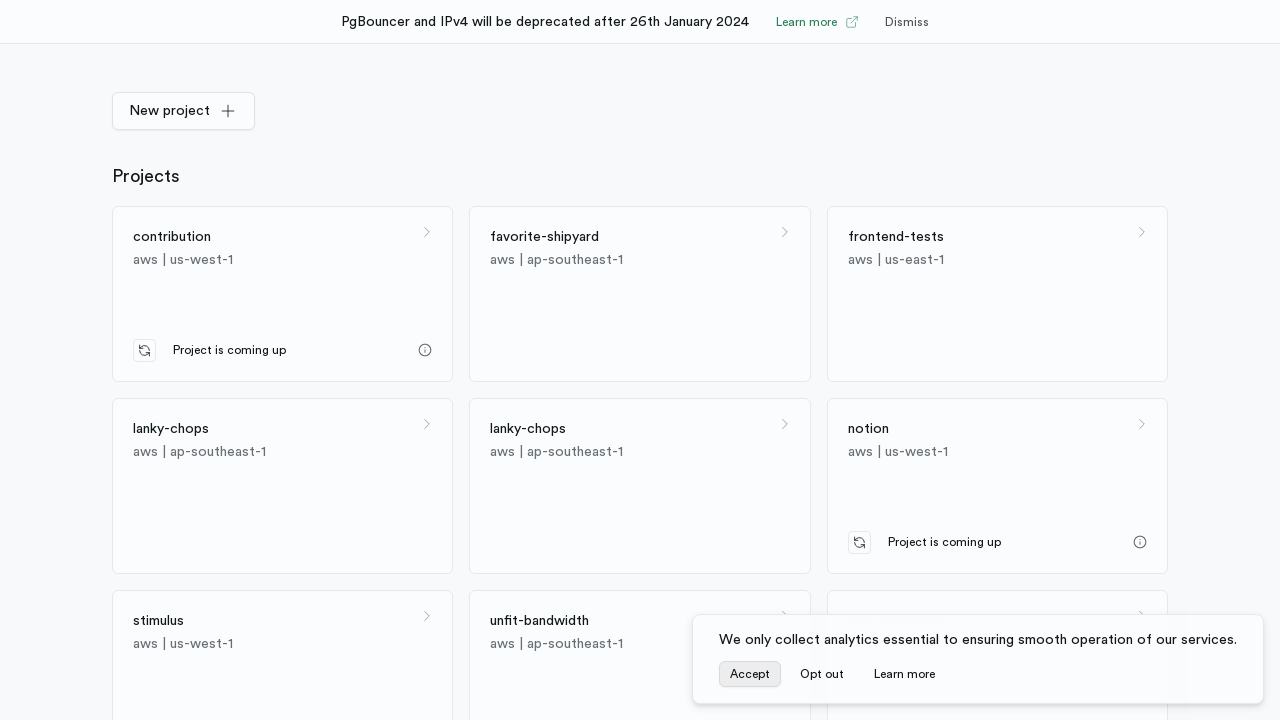 PgBouncer and IPv4 will be deprecated after 26th January 2024
Learn more
Dismiss
New project
Projects
contribution
aws | us-west-1
Project is coming up
favorite-shipyard
aws | ap-southeast-1
frontend-tests
aws | us-east-1
lanky-chops
aws | ap-southeast-1
lanky-chops
aws | ap-southeast-1
notion
aws | us-west-1
Project is coming up
stimulus
aws | us-west-1
unfit-bandwidth
aws | ap-southeast-1
We only collect analytics essential to ensuring smooth operation of our services.
Accept
Opt out
Learn more